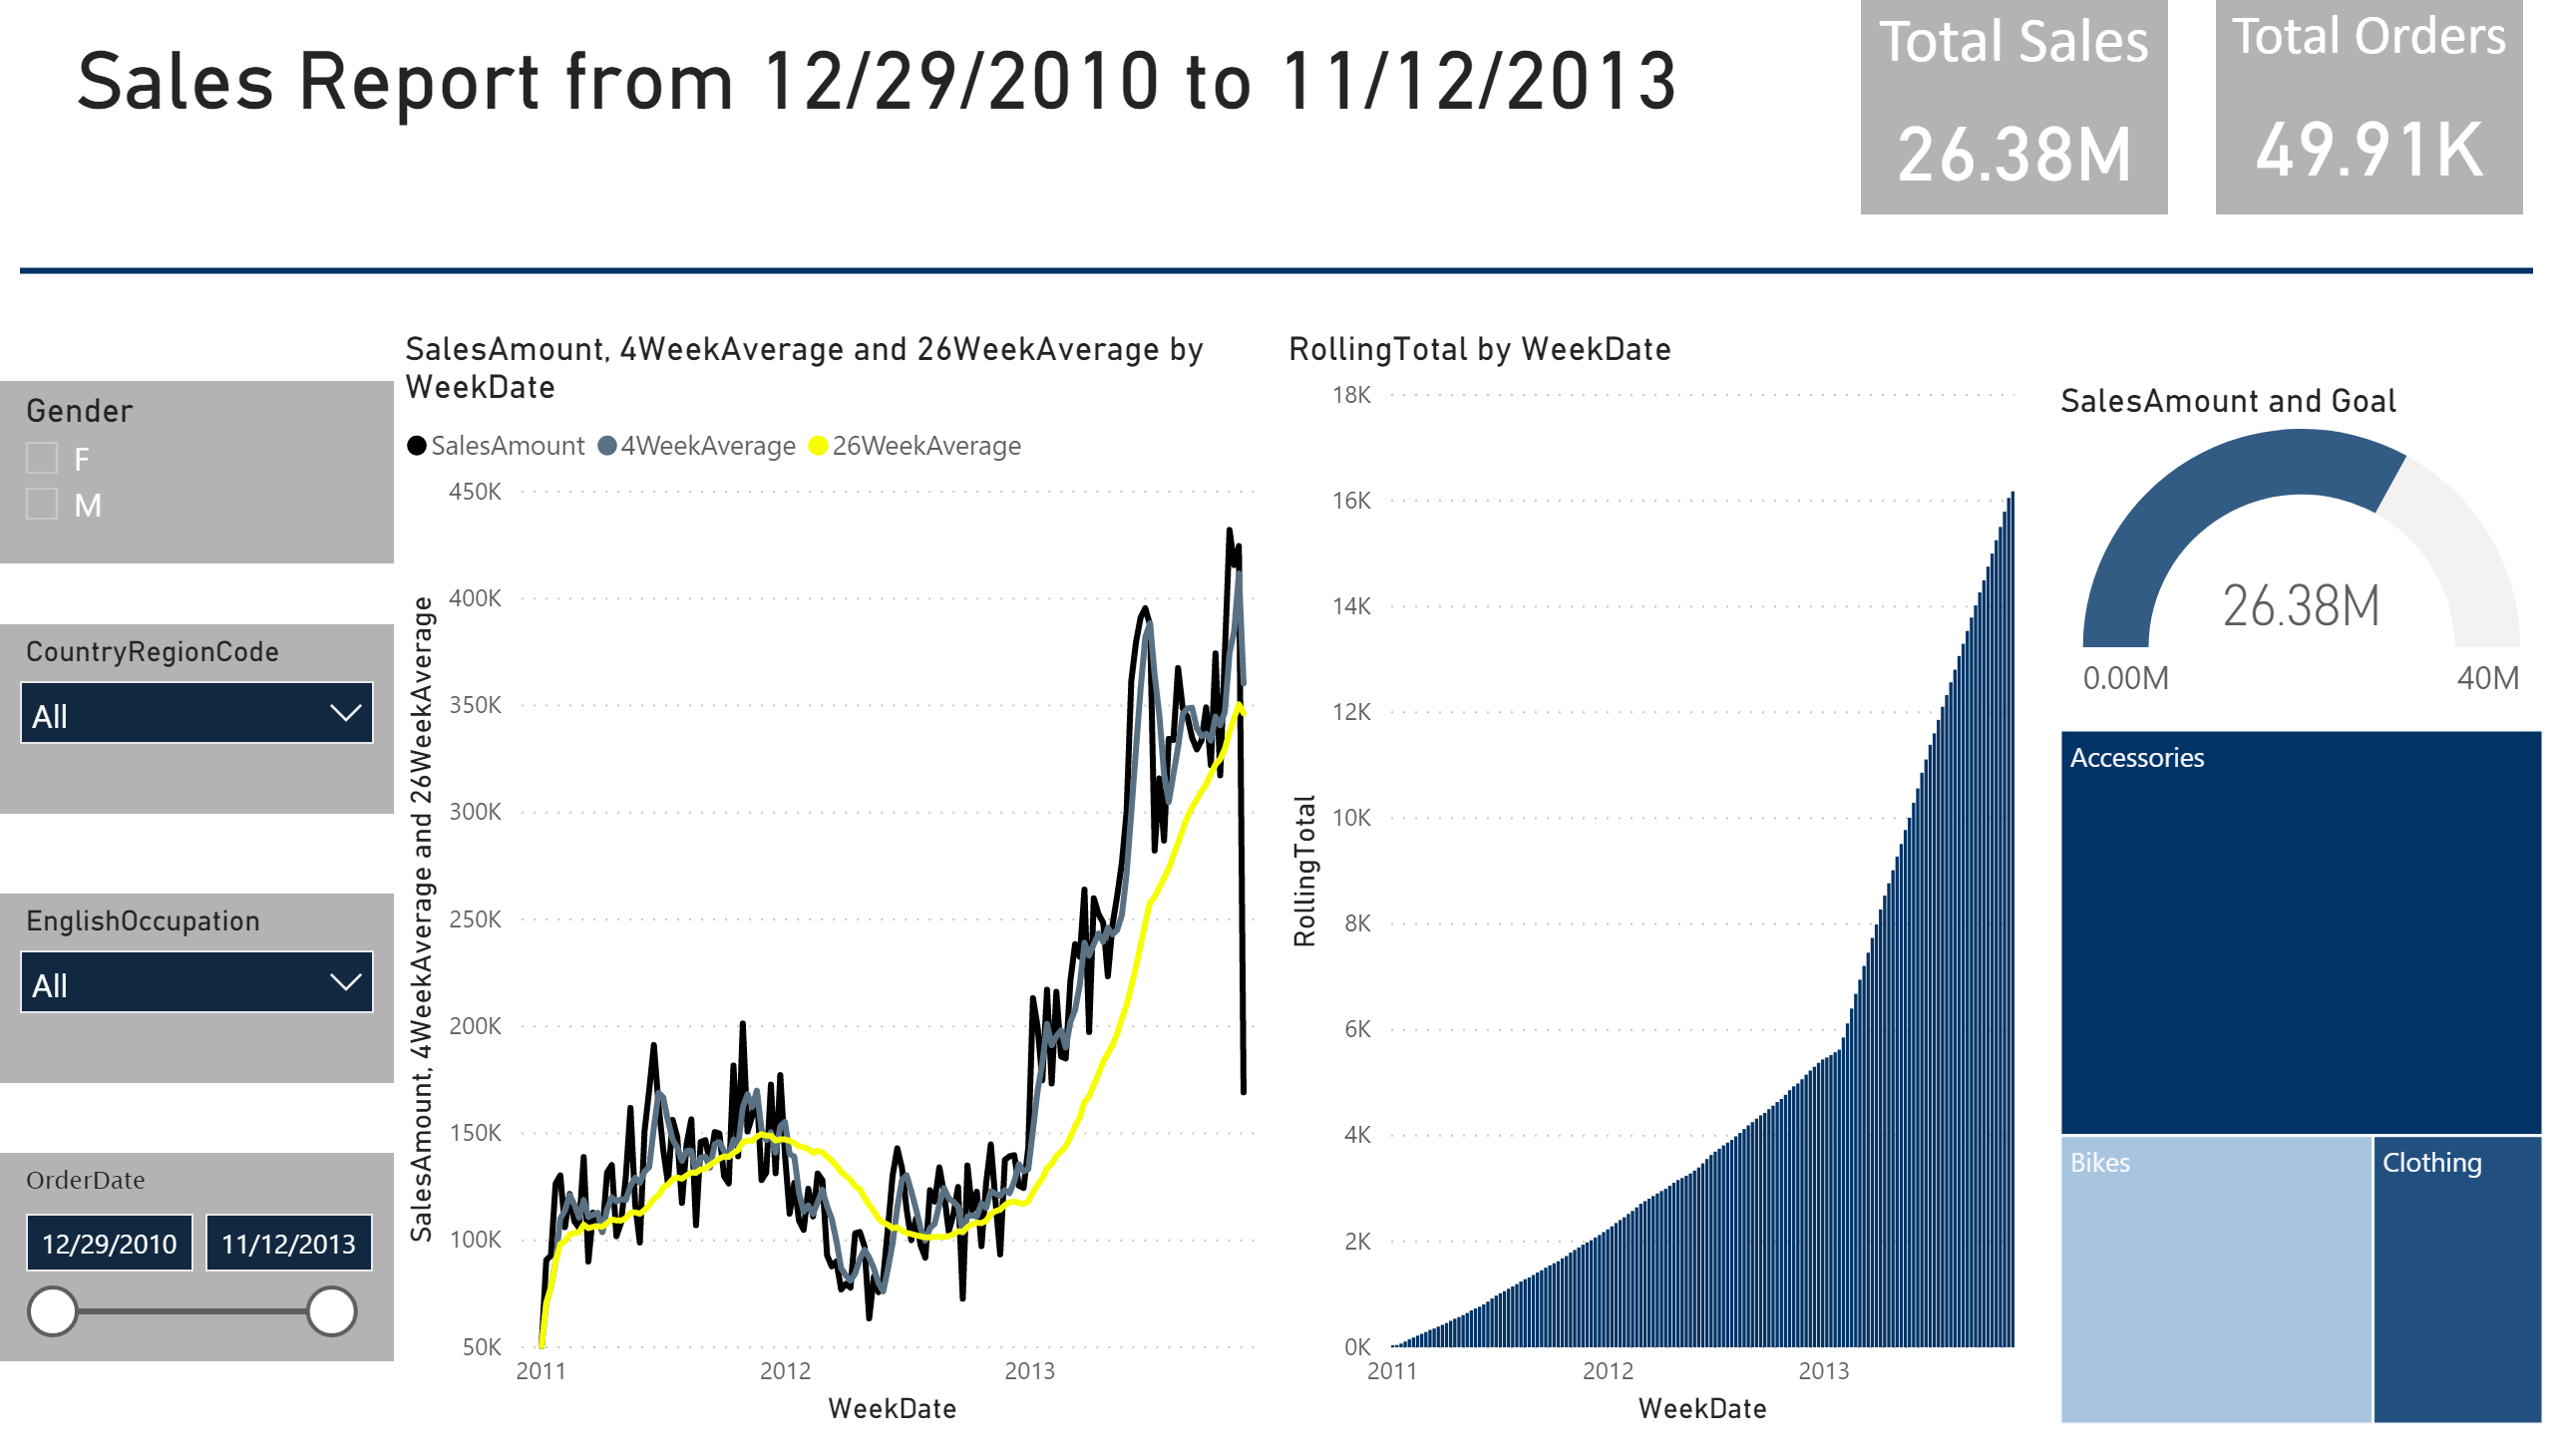 Sales Report from 12/29/2010 to 11/12/2013
Total Sales
26.38M
Total Orders
49.91K
Gender
F
M
CountryRegionCode
All
EnglishOccupation
All
OrderDate
12/29/2010
11/12/2013
SalesAmount, 4WeekAverage and 26WeekAverage by
WeekDate
SalesAmount
4WeekAverage
26WeekAverage
SalesAmount, 4WeekAverage and 26WeekAverage
450K
400K
350K
300K
250K
200K
150K
100K
50K
2011
2012
2013
WeekDate
RollingTotal by WeekDate
RollingTotal
18K
16K
14K
12K
10K
8K
6K
4K
2K
0K
2011
2012
2013
WeekDate
SalesAmount and Goal
26.38M
0.00M
40M
Accessories
Bikes
Clothing